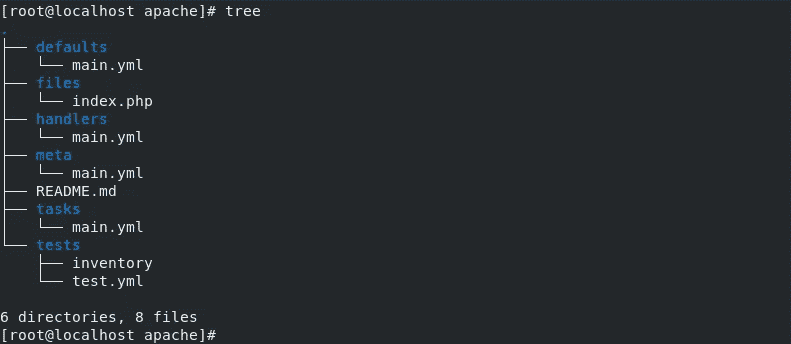 [root@localhost apache]# tree
.
├── defaults
│   └── main.yml
├── files
│   └── index.php
├── handlers
│   └── main.yml
├── meta
│   └── main.yml
├── README.md
├── tasks
│   └── main.yml
└── tests
    ├── inventory
    └── test.yml

6 directories, 8 files
[root@localhost apache]#